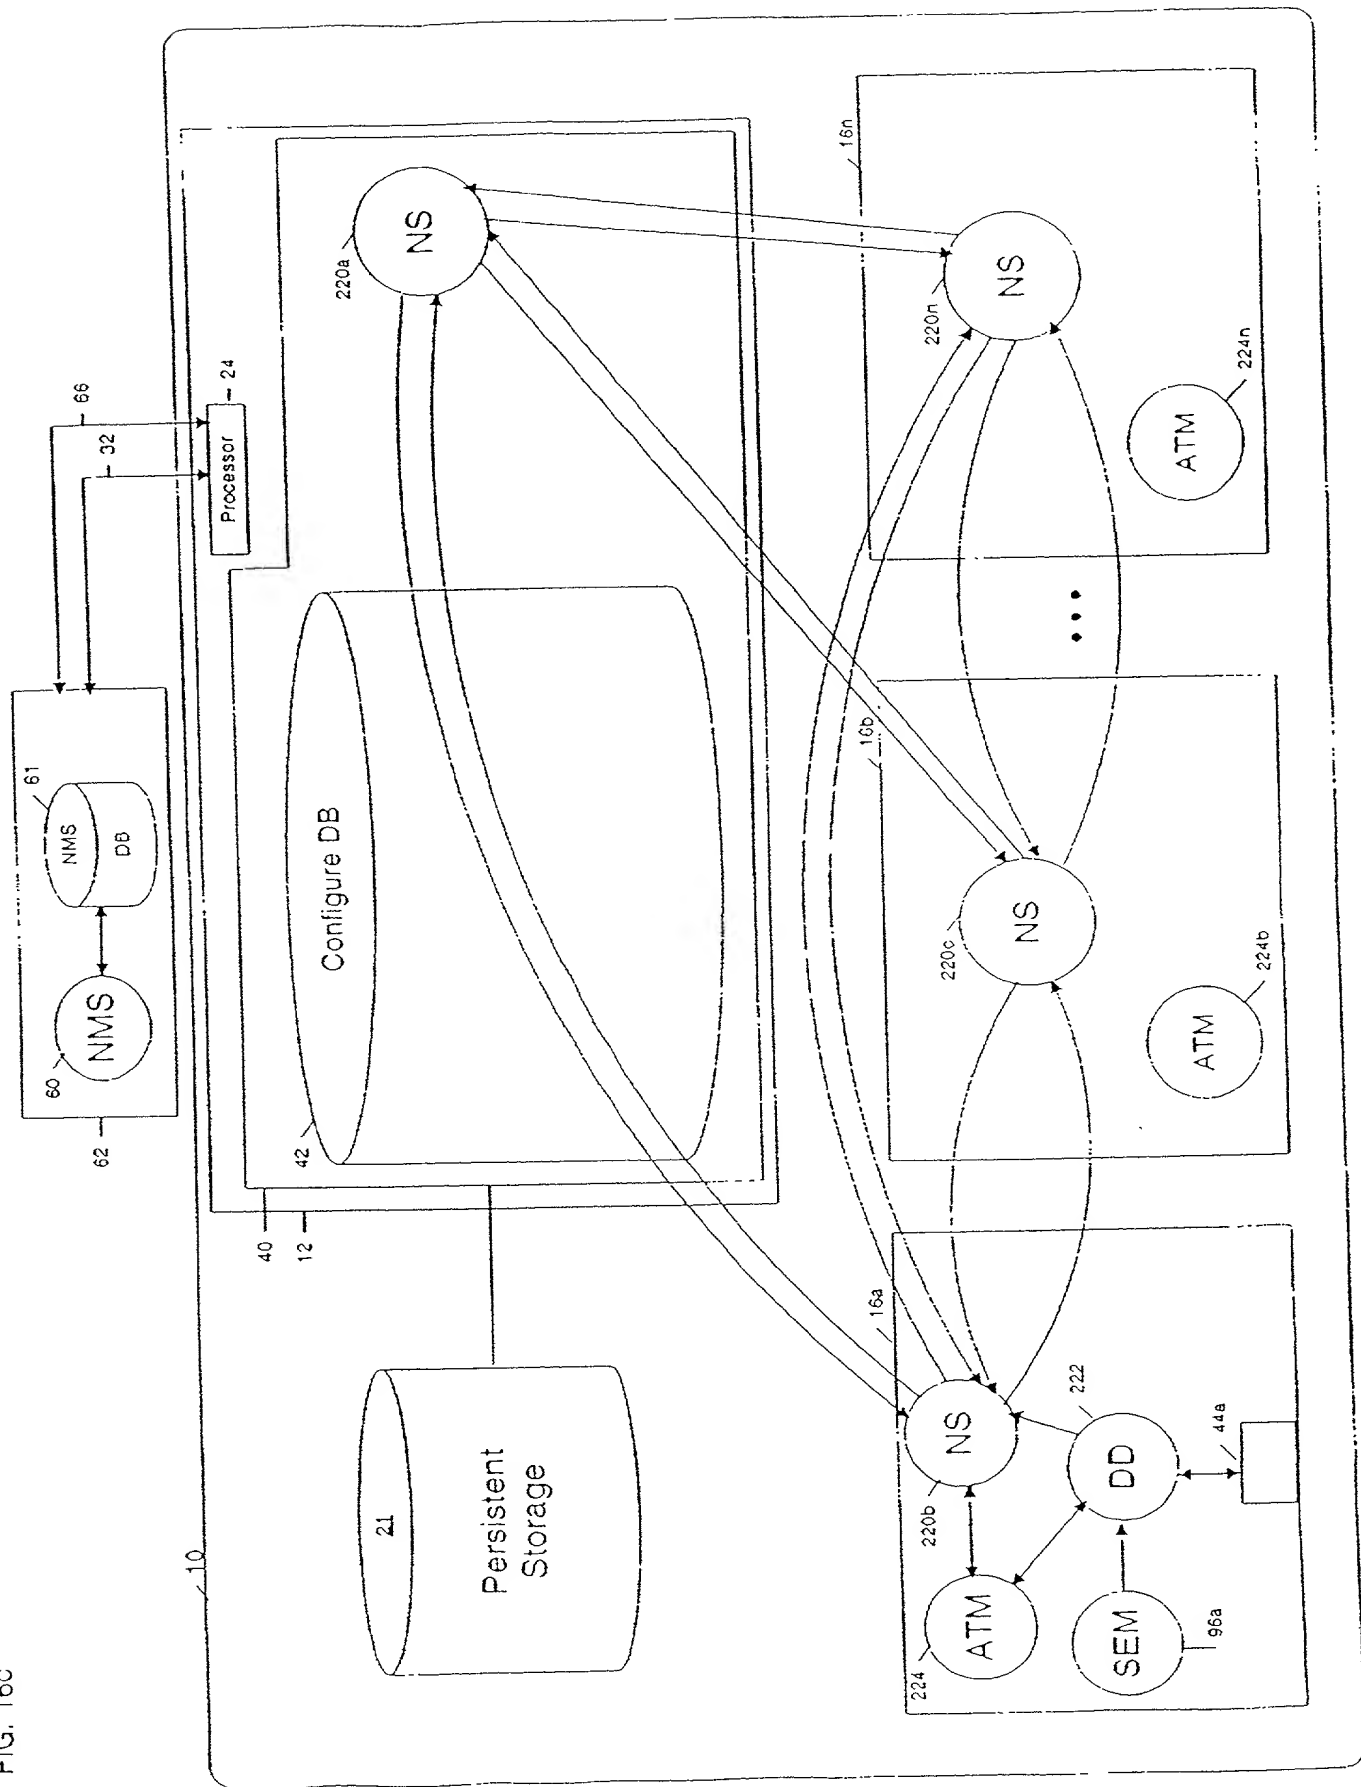 FIG. 16c
10
62
60
NMS
61
NMS
DB
66
32
24
Processor
40
12
42
Configure DB
220a
NS
21
Persistent
Storage
16a
220b
NS
224
ATM
222
DD
SEM
96a
44a
16b
220c
NS
ATM
224b
...
16n
220n
NS
ATM
224n